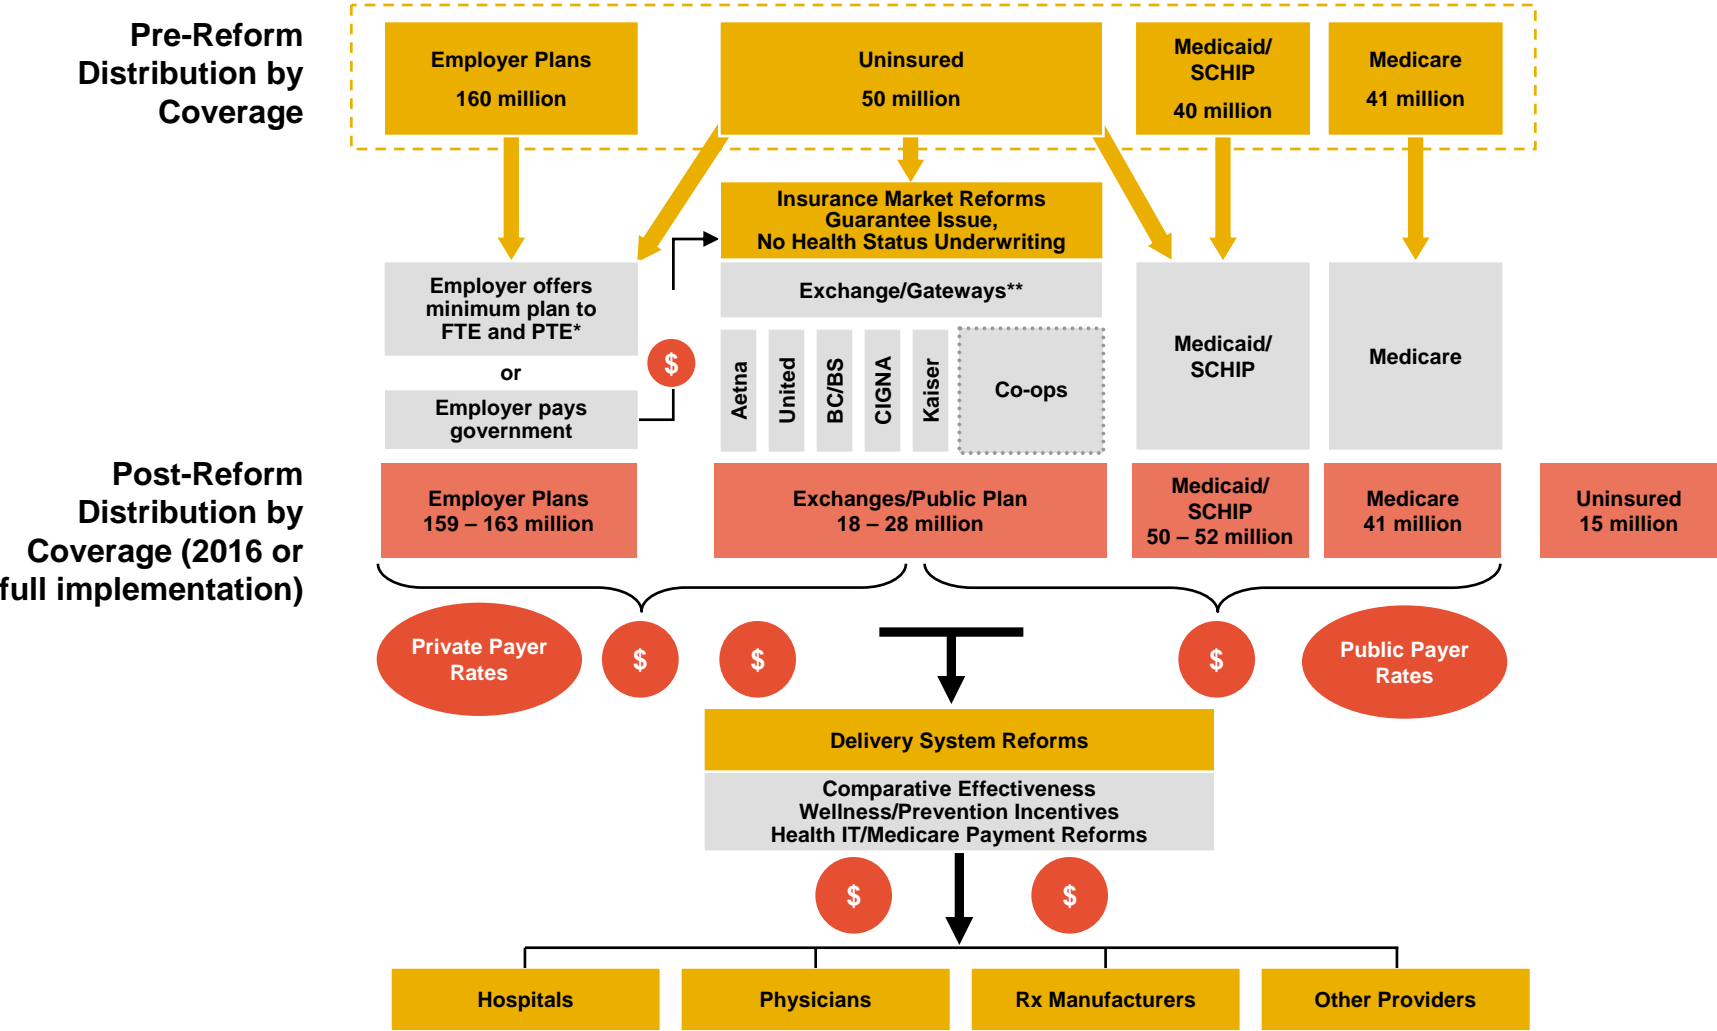 Pre-Reform
Distribution by
Coverage
Employer Plans
160 million
Uninsured
50 million
Medicaid/
SCHIP
40 million
Medicare
41 million
Insurance Market Reforms
Guarantee Issue,
No Health Status Underwriting
Employer offers
minimum plan to
FTE and PTE*
or
Employer pays
government
$
Exchange/Gateways**
Aetna
United
BC/BS
CIGNA
Kaiser
Co-ops
Medicaid/
SCHIP
Medicare
Post-Reform
Distribution by
Coverage (2016 or
full implementation)
Employer Plans
159 – 163 million
Exchanges/Public Plan
18 – 28 million
Medicaid/
SCHIP
50 – 52 million
Medicare
41 million
Uninsured
15 million
Private Payer
Rates
$
$
$
Public Payer
Rates
Delivery System Reforms
Comparative Effectiveness
Wellness/Prevention Incentives
Health IT/Medicare Payment Reforms
$
$
Hospitals
Physicians
Rx Manufacturers
Other Providers